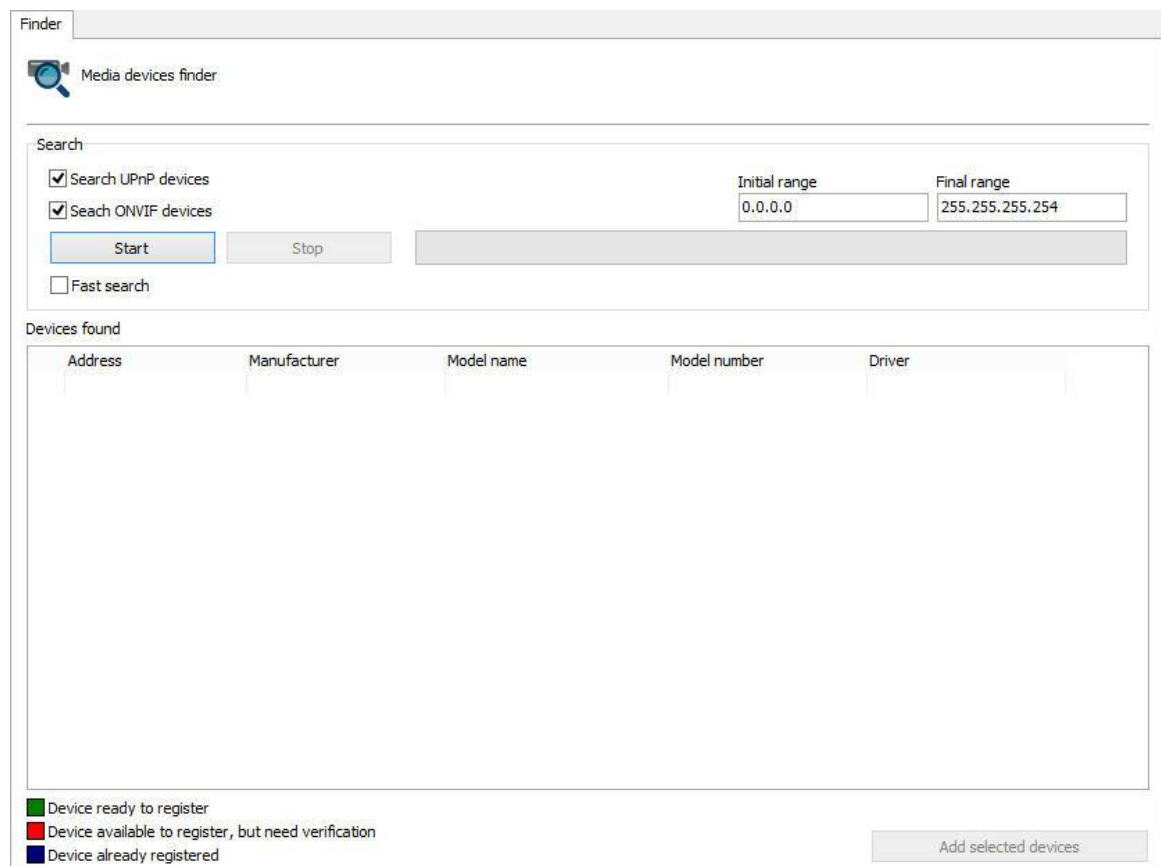 Finder
Media devices finder
Search
Search UPnP devices
Initial range
Final range
Seach ONVIF devices
0.0.0.0
255.255.255.254
Start
Stop
Fast search
Devices found
Address Manufacturer Model name Model number Driver
Device ready to register
Device available to register, but need verification
Device already registered
Add selected devices